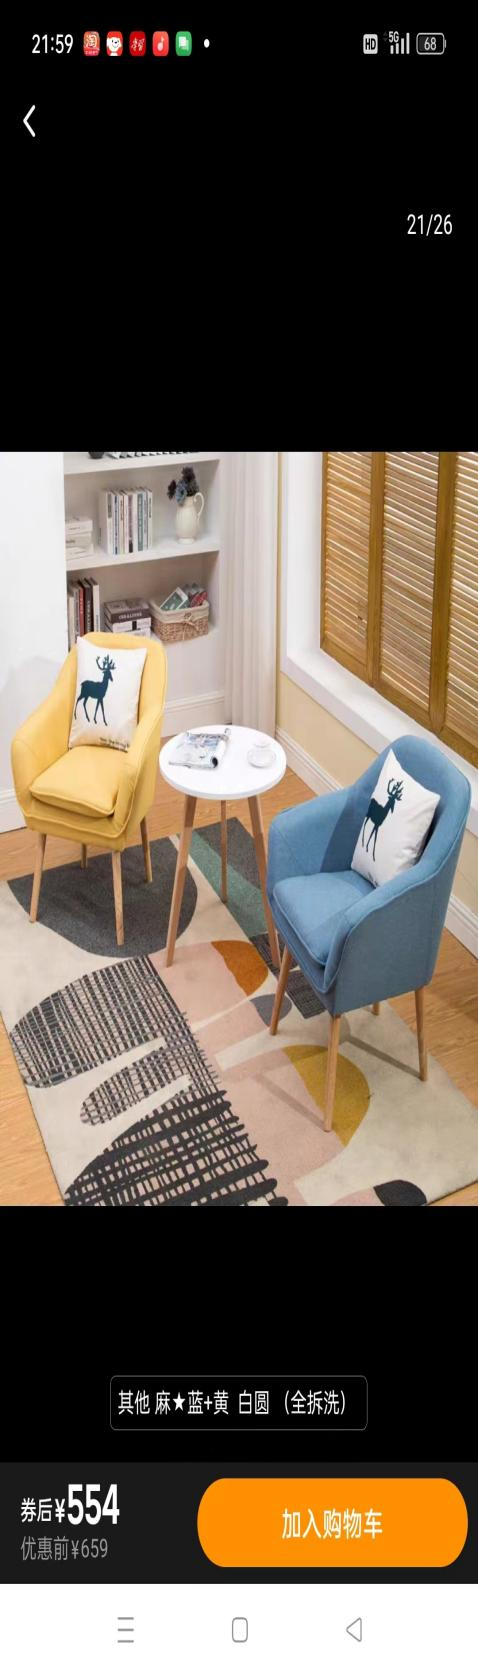 21:59
HD 5G 68
21/26
其他 麻★蓝+黄 白圆 （全拆洗）
券后¥554
优惠前¥659
加入购物车